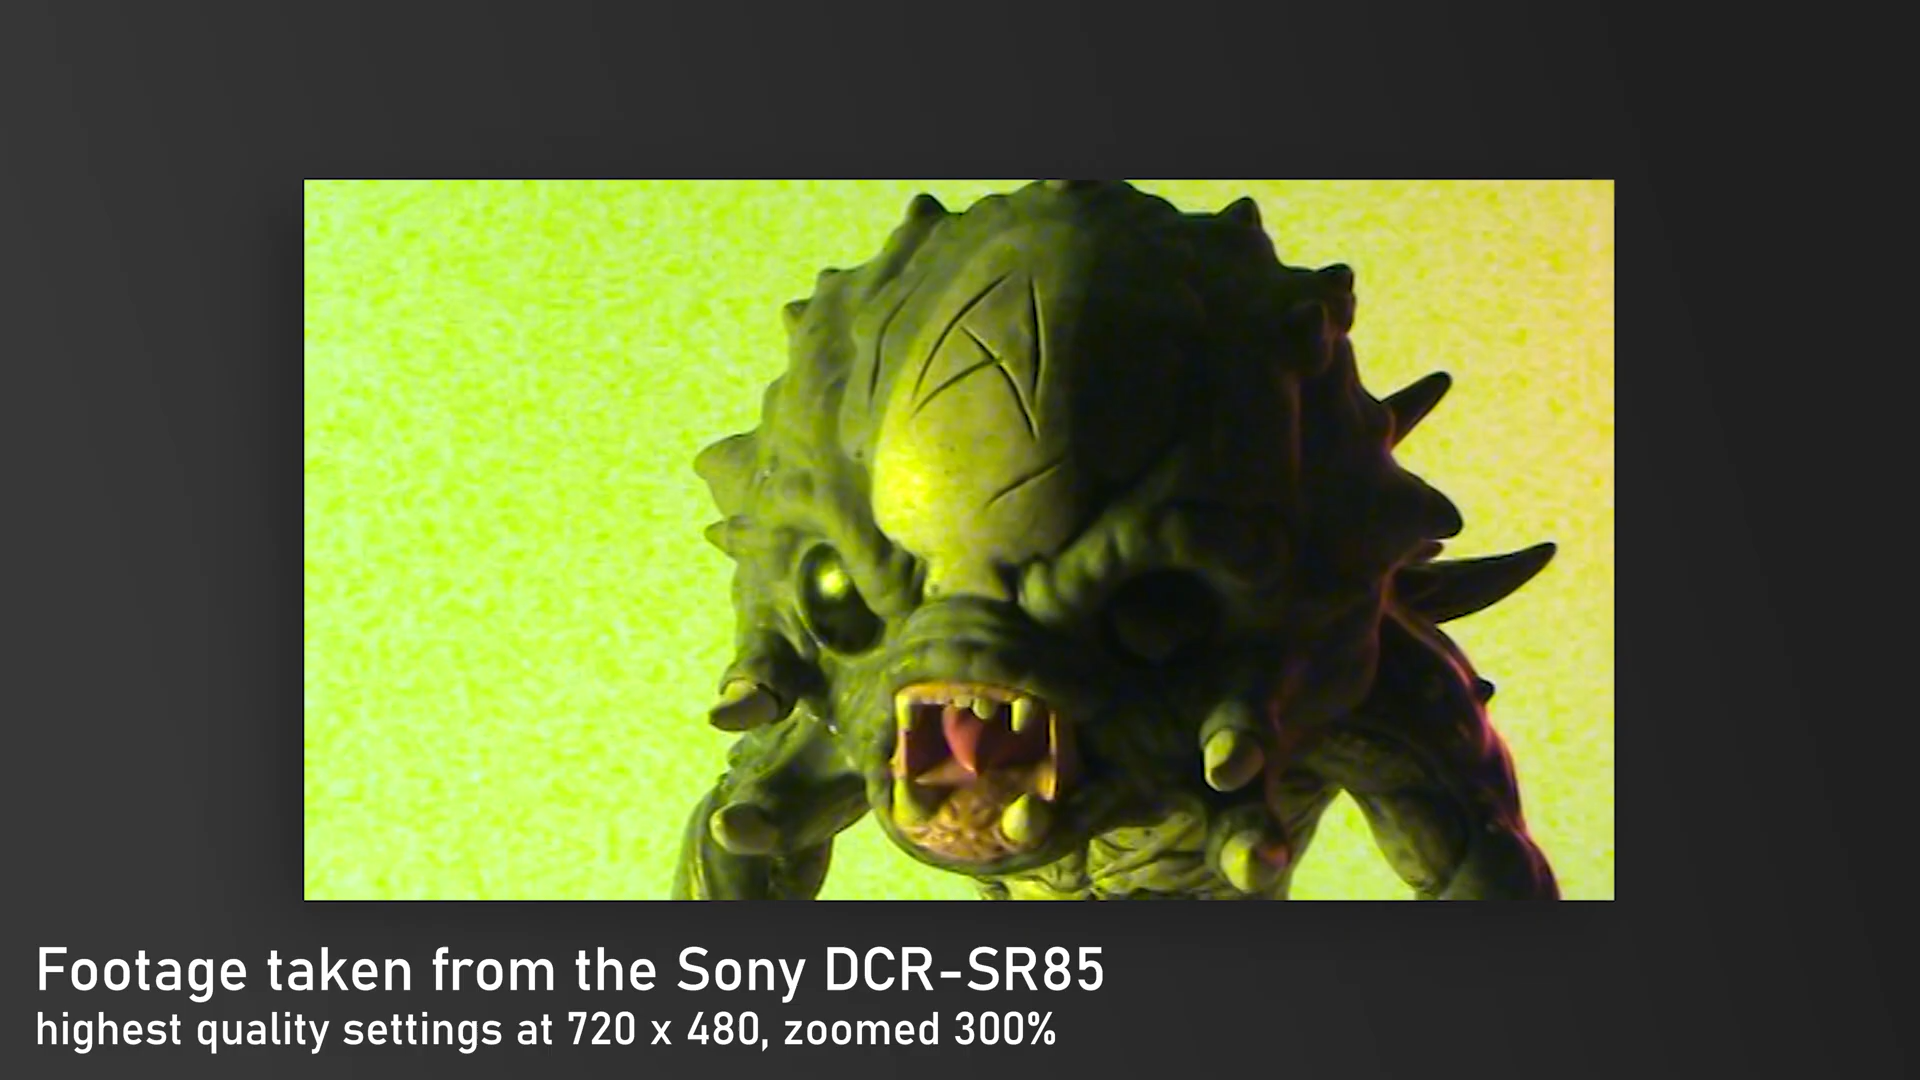 Footage taken from the Sony DCR-SR85
highest quality settings at 720 x 480, zoomed 300%